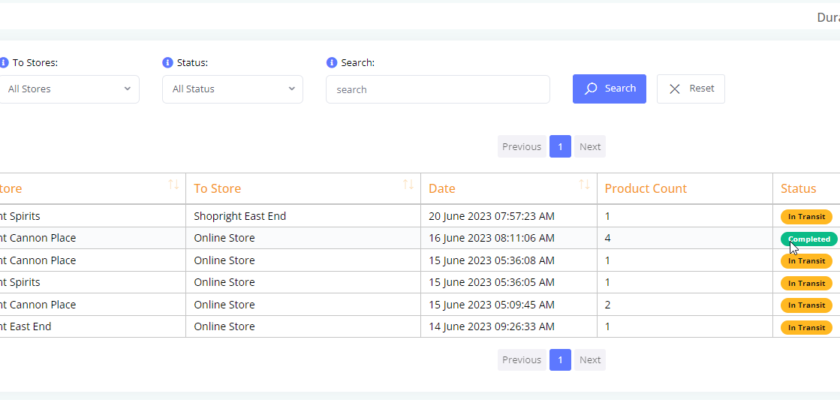 Dura
To Stores: Status: Search:
All Stores All Status search Search Reset
Previous 1 Next
tore To Store Date Product Count Status
nt Spirits Shopright East End 20 June 2023 07:57:23 AM 1 In Transit
nt Cannon Place Online Store 16 June 2023 08:11:06 AM 4 Completed
nt Cannon Place Online Store 15 June 2023 05:36:08 AM 1 In Transit
nt Spirits Online Store 15 June 2023 05:36:05 AM 1 In Transit
nt Cannon Place Online Store 15 June 2023 05:09:45 AM 2 In Transit
nt East End Online Store 14 June 2023 09:26:33 AM 1 In Transit
Previous 1 Next